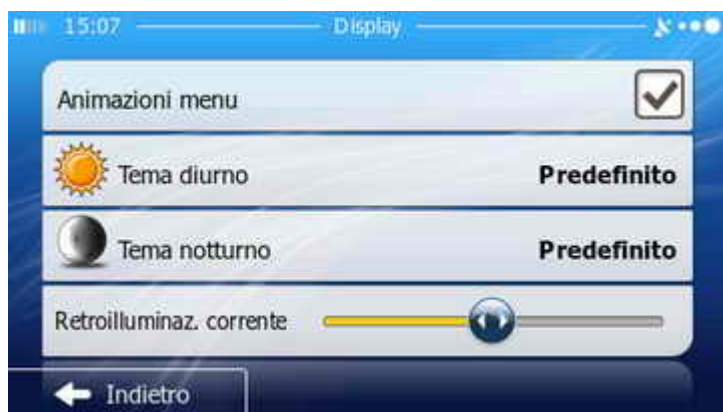 15:07 Display
Animazioni menu
Tema diurno Predefinito
Tema notturno Predefinito
Retroilluminaz. corrente
Indietro